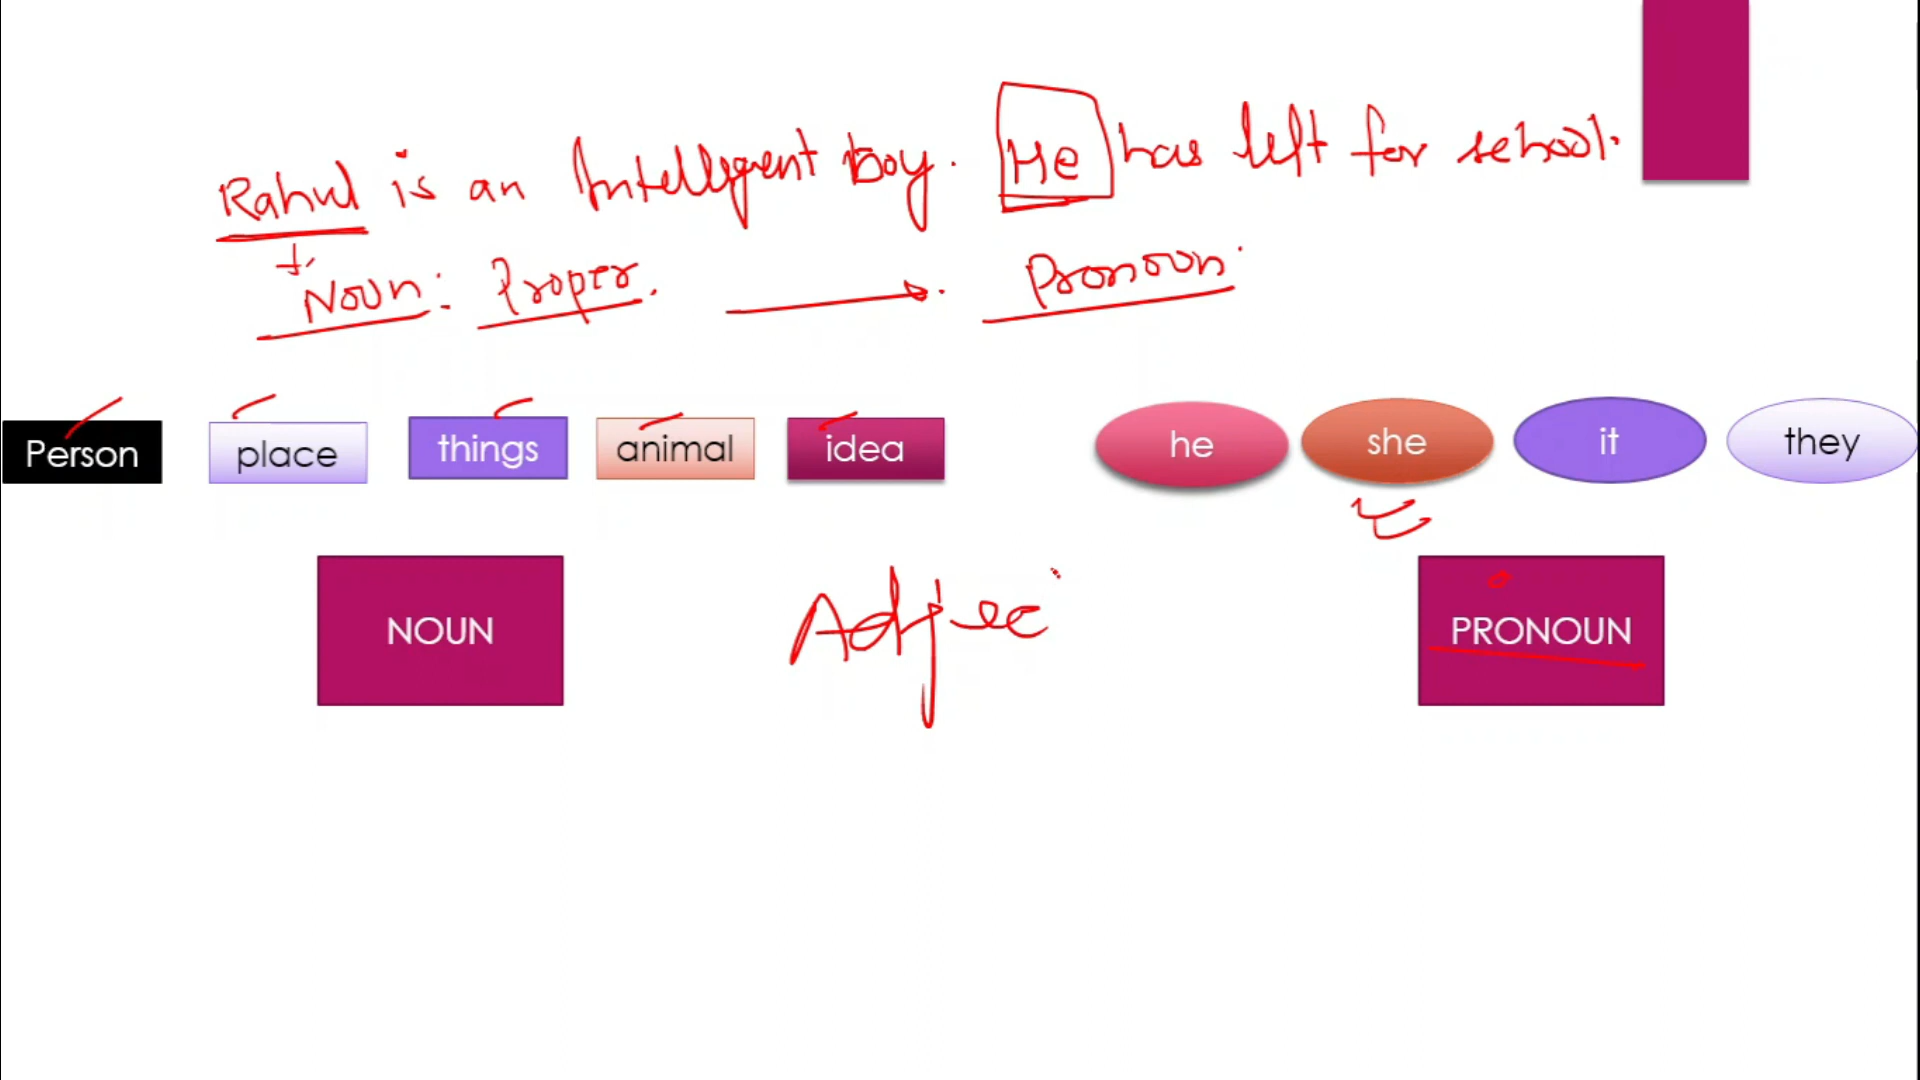 Rahul is an Intellegent boy. He has left for school.
Noun: Proper. Pronoun.
Person place things animal idea he she it they
NOUN Adjec PRONOUN